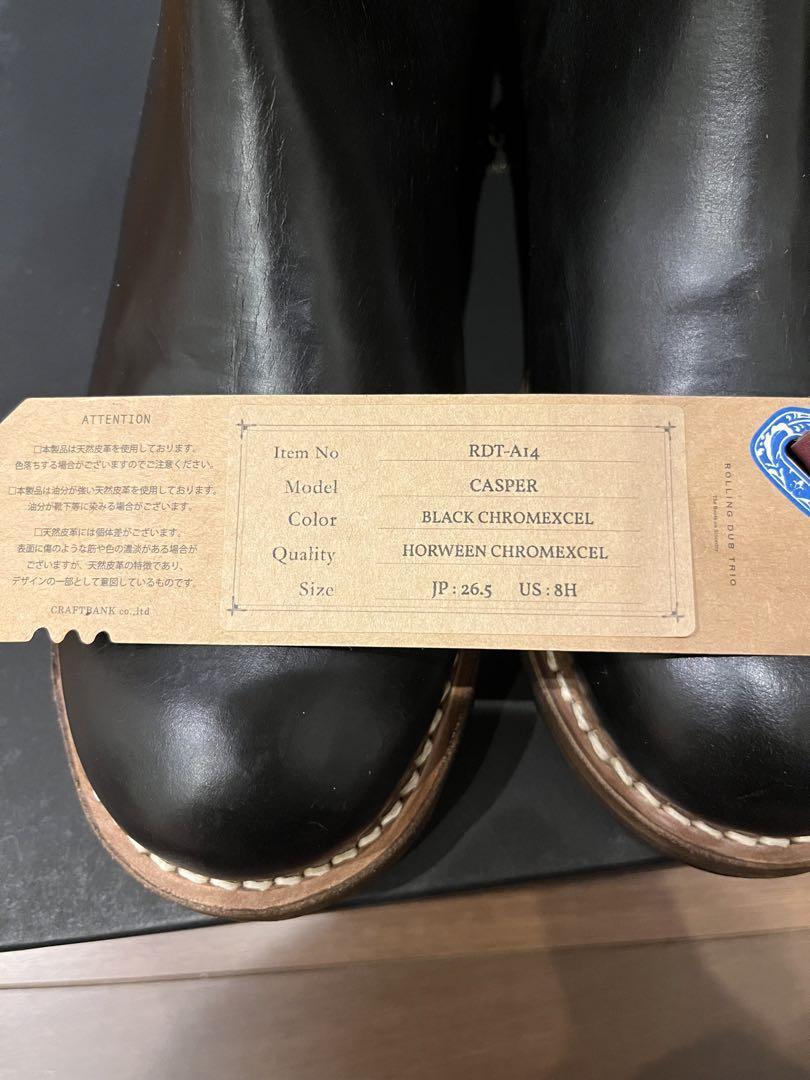 ATTENTION
□本製品は天然皮革を使用しております。
色落ちする場合がございますのでご注意ください。
□本製品は油分が強い天然皮革を使用しております。
油分が靴下等に染みる場合がございます。
□天然皮革には個体差がございます。
表面に傷のような筋や色の濃淡がある場合が
ございますが、天然皮革の特徴であり、
デザインの一部として意図しているものです。
CRAFTBANK co.,ltd
Item No RDT-A14
Model CASPER
Color BLACK CHROMEXCEL
Quality HORWEEN CHROMEXCEL
Size JP : 26.5 US : 8H
ROLLING DUB TRIO